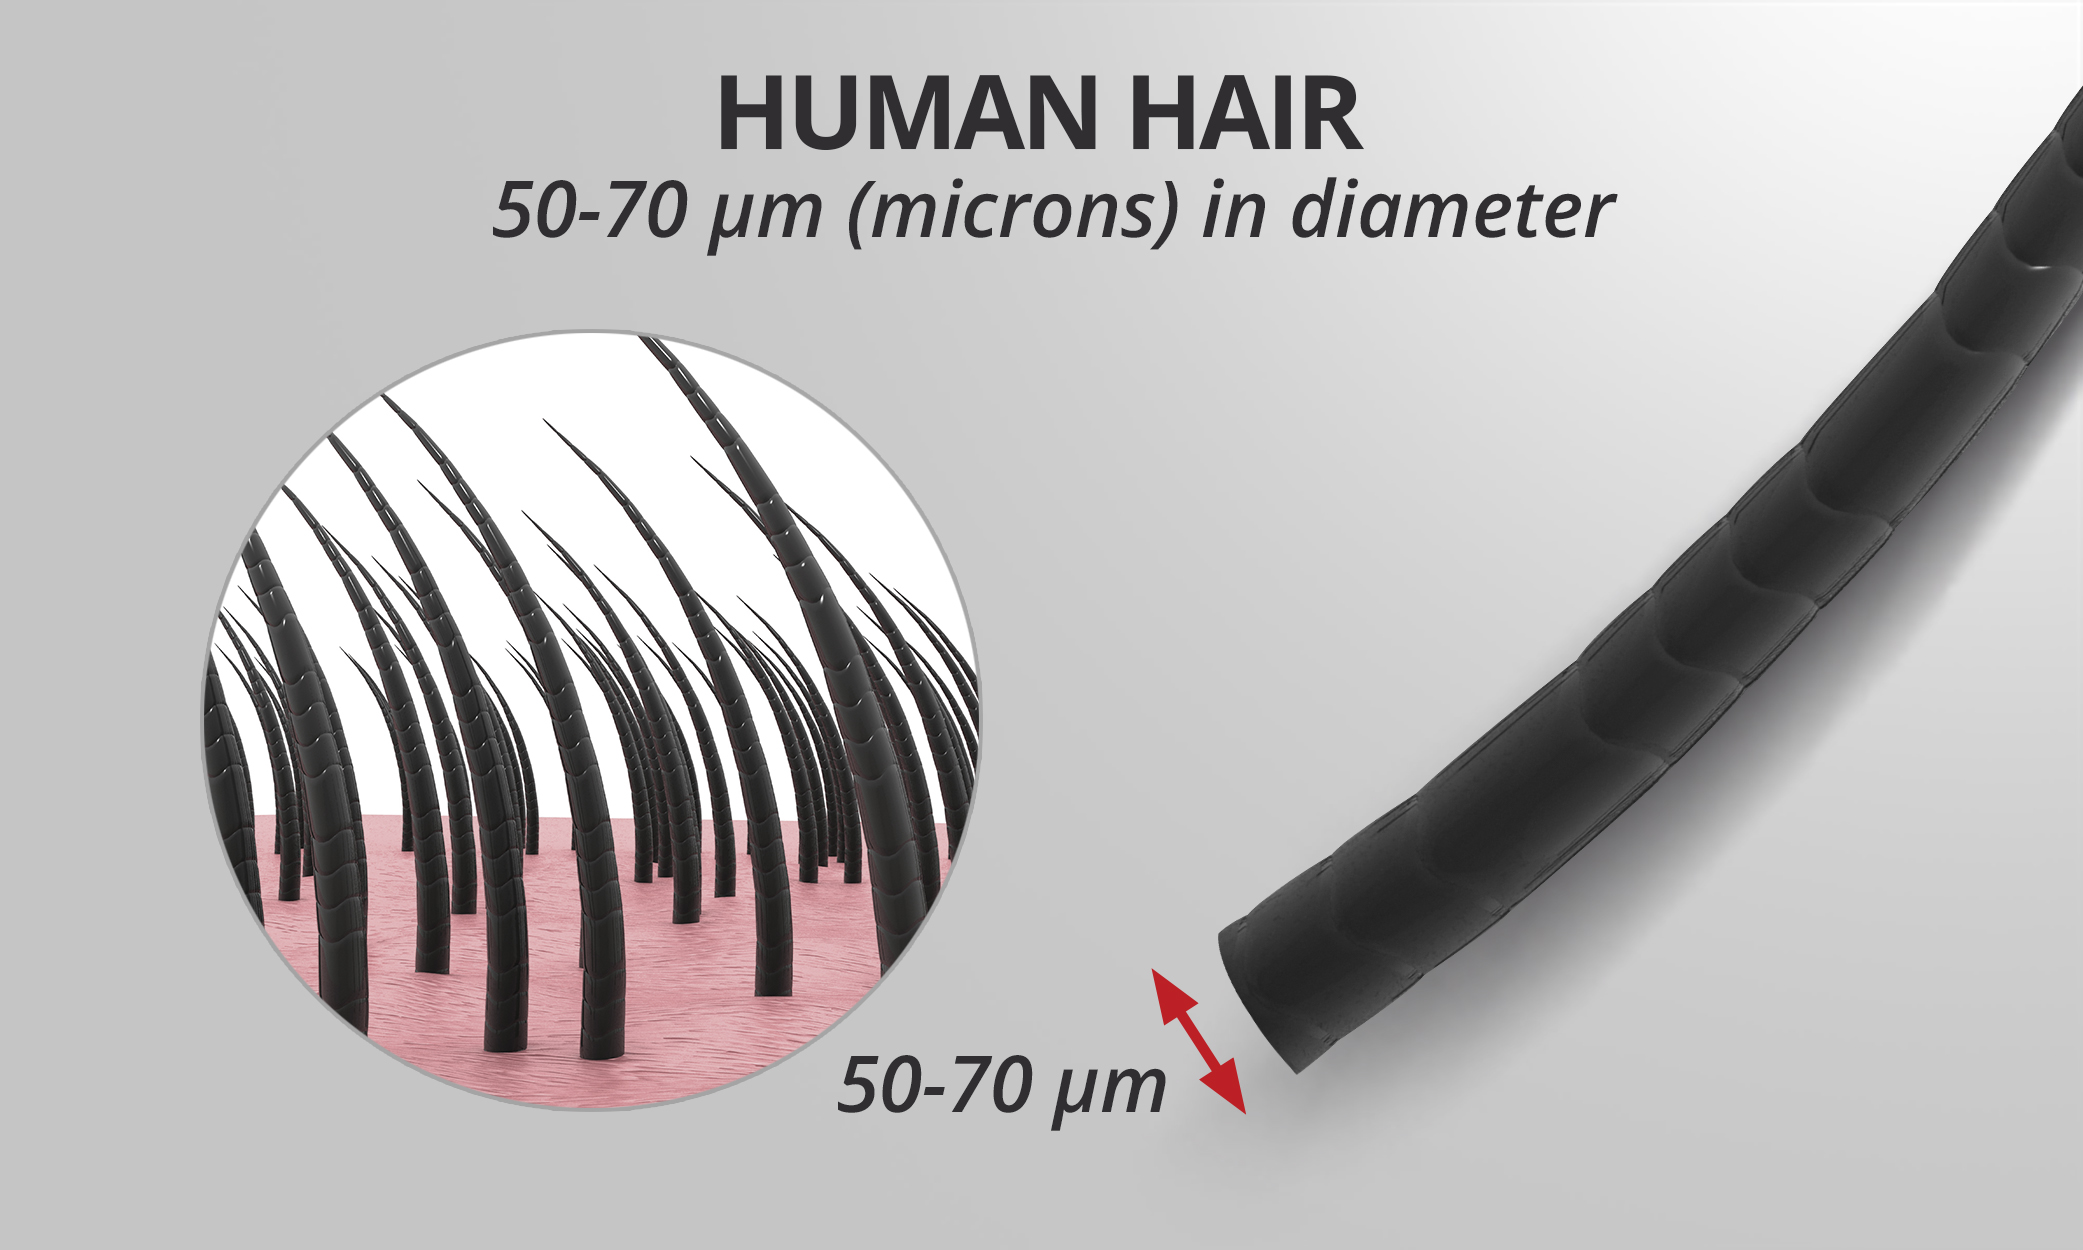 HUMAN HAIR
50-70 µm (microns) in diameter
50-70 µm